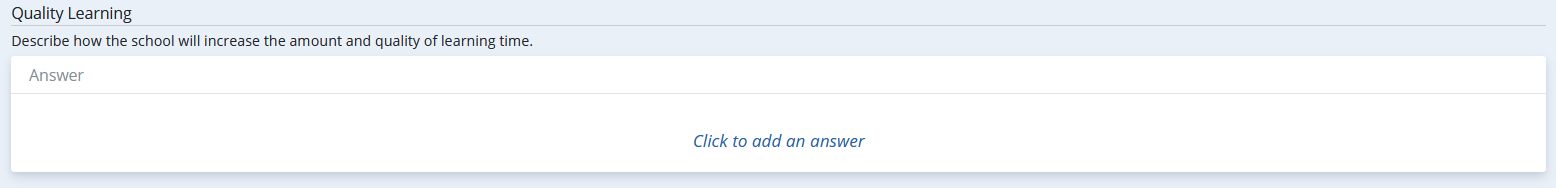 Quality Learning
Describe how the school will increase the amount and quality of learning time.
Answer
Click to add an answer